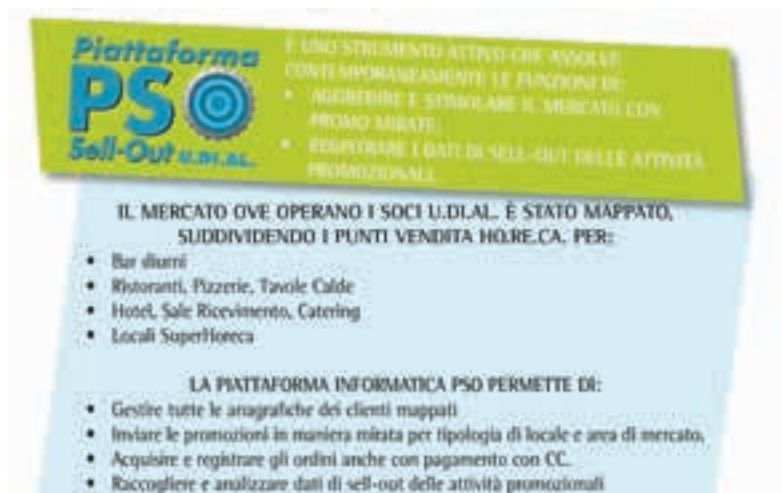 Piattaforma
PSO
Sell-Out U.DI.AL.
È UNO STRUMENTO ATTIVO CHE ASSOLVE
CONTEMPORANEAMENTE LE FUNZIONI DI:
• AGGREDIRE E STIMOLARE IL MERCATO CON
PROMO MIRATE.
• REGISTRARE I DATI DI SELL-OUT DELLE ATTIVITÀ
PROMOZIONALI.
IL MERCATO OVE OPERANO I SOCI U.DI.AL. È STATO MAPPATO,
SUDDIVIDENDO I PUNTI VENDITA HO.RE.CA. PER:
• Bar diurni
• Ristoranti, Pizzerie, Tavole Calde
• Hotel, Sale Ricevimento, Catering
• Locali SuperHoreca
LA PIATTAFORMA INFORMATICA PSO PERMETTE DI:
• Gestire tutte le anagrafiche dei clienti mappati
• Inviare le promozioni in maniera mirata per tipologia di locale e area di mercato.
• Acquisire e registrare gli ordini anche con pagamento con CC.
• Raccogliere e analizzare dati di sell-out delle attività promozionali